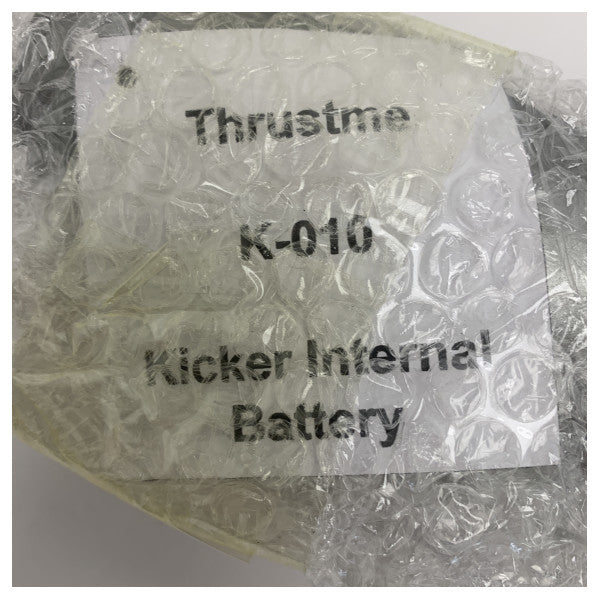 Thrustme
K-010
Kicker Internal
Battery